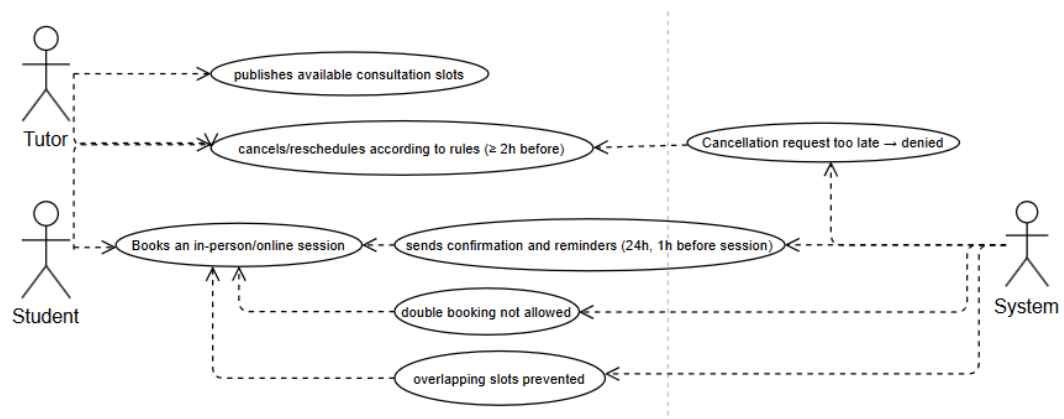 publishes available consultation slots
Tutor
cancels/reschedules according to rules (≥ 2h before)
Cancellation request too late → denied
Books an in-person/online session
sends confirmation and reminders (24h, 1h before session)
Student
System
double booking not allowed
overlapping slots prevented